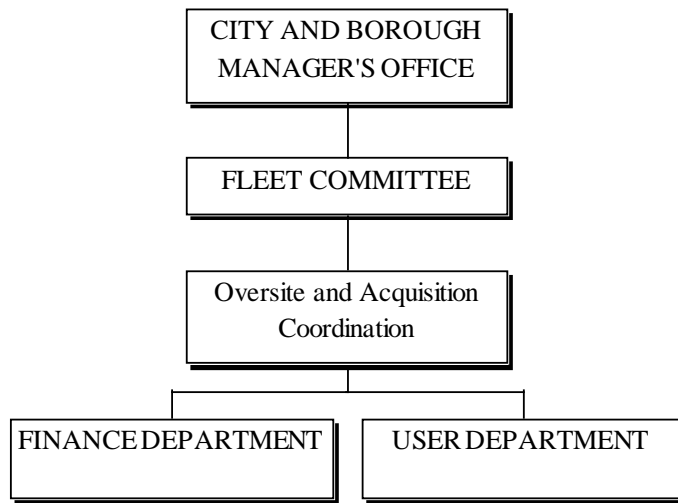 CITY AND BOROUGH
MANAGER'S OFFICE
FLEET COMMITTEE
Oversite and Acquisition
Coordination
FINANCE DEPARTMENT
USER DEPARTMENT